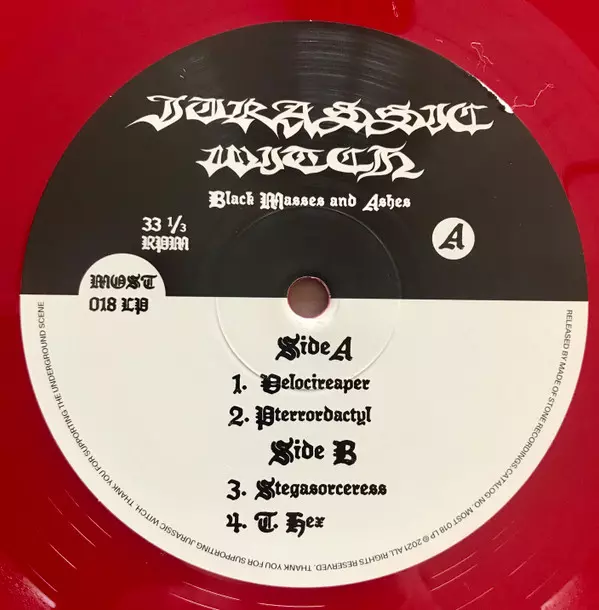 JURASSIC
WITCH
Black Masses and Ashes
33 1/3
RPM
A
MOST
018 LP
Side A
1. Velocireaper
2. Pterrordactyl
Side B
3. Stegasorceress
4. T. Hex
RELEASED BY MADE OF STONE RECORDINGS. CATALOG NO. MOST 018 LP ℗ 2021 ALL RIGHTS RESERVED. THANK YOU FOR SUPPORTING JURASSIC WITCH. THANK YOU FOR SUPPORTING THE UNDERGROUND SCENE